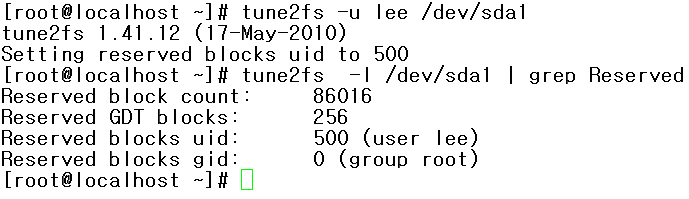 [root@localhost ~]# tune2fs -u lee /dev/sda1
tune2fs 1.41.12 (17-May-2010)
Setting reserved blocks uid to 500
[root@localhost ~]# tune2fs  -l /dev/sda1 | grep Reserved
Reserved block count:     86016
Reserved GDT blocks:      256
Reserved blocks uid:      500 (user lee)
Reserved blocks gid:      0 (group root)
[root@localhost ~]#